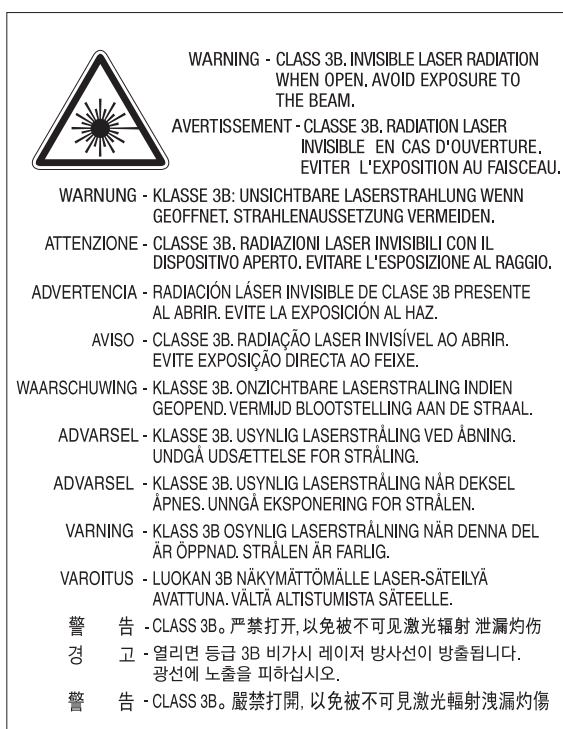 WARNING - CLASS 3B. INVISIBLE LASER RADIATION
WHEN OPEN. AVOID EXPOSURE TO
THE BEAM.
AVERTISSEMENT - CLASSE 3B. RADIATION LASER
INVISIBLE EN CAS D'OUVERTURE.
EVITER L'EXPOSITION AU FAISCEAU.
WARNUNG - KLASSE 3B: UNSICHTBARE LASERSTRAHLUNG WENN
GEOFFNET. STRAHLENAUSSETZUNG VERMEIDEN.
ATTENZIONE - CLASSE 3B. RADIAZIONI LASER INVISIBILI CON IL
DISPOSITIVO APERTO. EVITARE L'ESPOSIZIONE AL RAGGIO.
ADVERTENCIA - RADIACIÓN LÁSER INVISIBLE DE CLASE 3B PRESENTE
AL ABRIR. EVITE LA EXPOSICIÓN AL HAZ.
AVISO - CLASSE 3B. RADIAÇÃO LASER INVISÍVEL AO ABRIR.
EVITE EXPOSIÇÃO DIRECTA AO FEIXE.
WAARSCHUWING - KLASSE 3B. ONZICHTBARE LASERSTRALING INDIEN
GEOPEND. VERMIJD BLOOTSTELLING AAN DE STRAAL.
ADVARSEL - KLASSE 3B. USYNLIG LASERSTRÅLING VED ÅBNING.
UNDGÅ UDSÆTTELSE FOR STRÅLING.
ADVARSEL - KLASSE 3B. USYNLIG LASERSTRÅLING NÅR DEKSEL
ÅPNES. UNNGÅ EKSPONERING FOR STRÅLEN.
VARNING - KLASS 3B OSYNLIG LASERSTRÅLNING NÄR DENNA DEL
ÄR ÖPPNAD. STRÅLEN ÄR FARLIG.
VAROITUS - LUOKAN 3B NÄKYMÄTTÖMÄLLE LASER-SÄTEILYÄ
AVATTUNA. VÄLTÄ ALTISTUMISTA SÄTEELLE.
警 告 - CLASS 3B。严禁打开, 以免被不可见激光辐射 泄漏灼伤
경 고 - 열리면 등급 3B 비가시 레이저 방사선이 방출됩니다.
광선에 노출을 피하십시오.
警 告 - CLASS 3B。嚴禁打開, 以免被不可見激光輻射洩漏灼傷